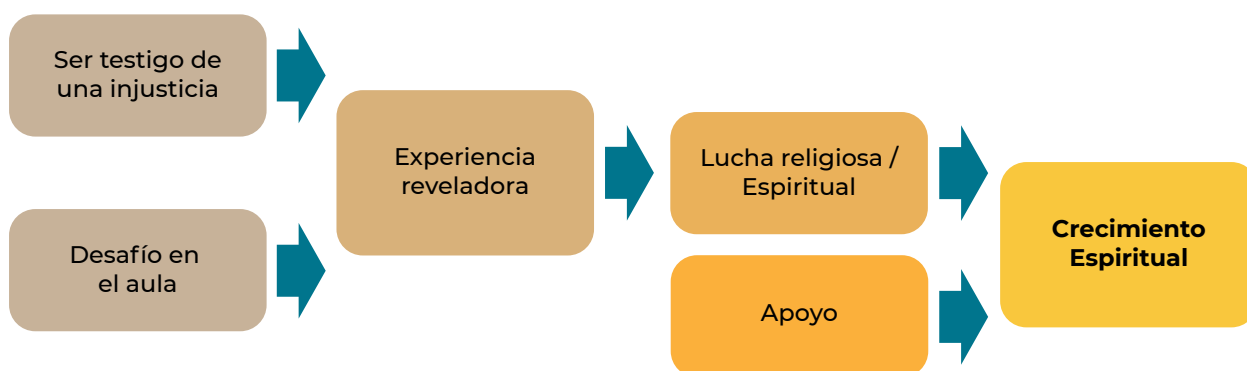 Ser testigo de
una injusticia
Desafío en
el aula
Experiencia
reveladora
Lucha religiosa /
Espiritual
Apoyo
Crecimiento
Espiritual